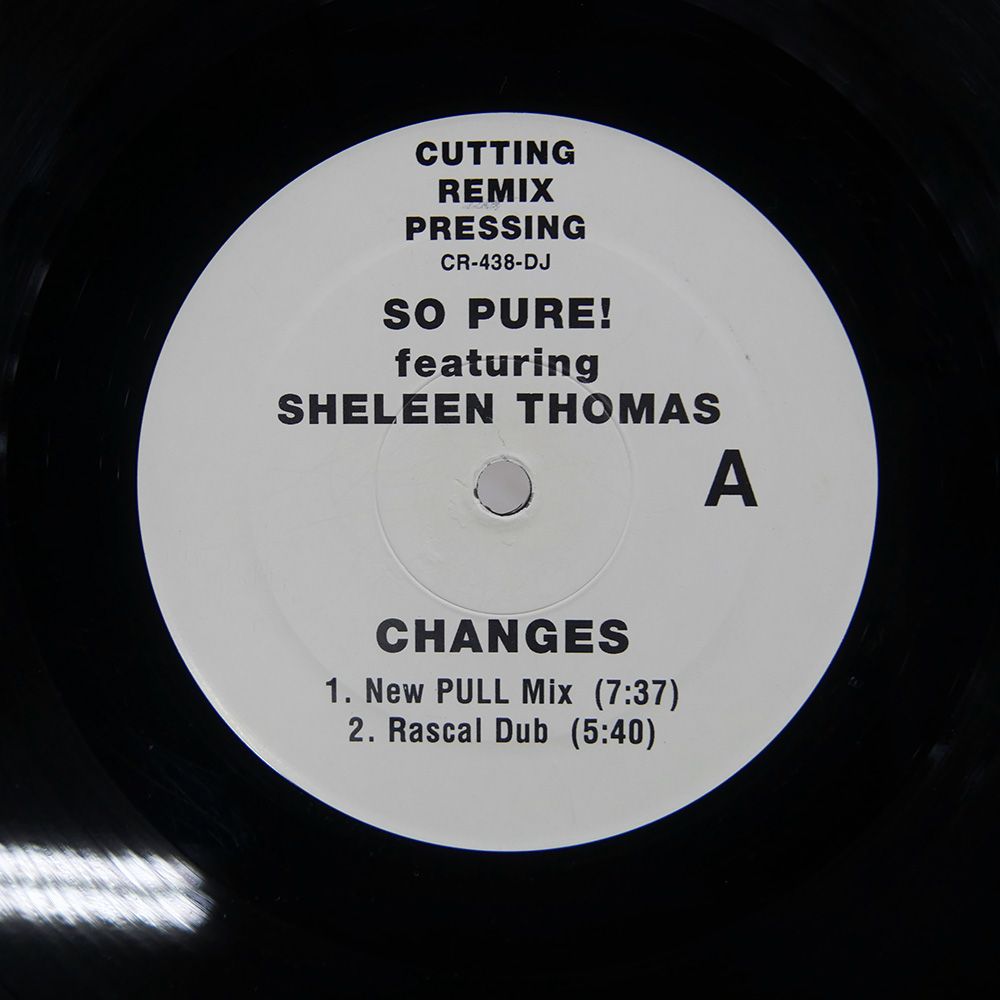 CUTTING
REMIX
PRESSING
CR-438-DJ
SO PURE!
featuring
SHELEEN THOMAS
A
CHANGES
1. New PULL Mix (7:37)
2. Rascal Dub (5:40)